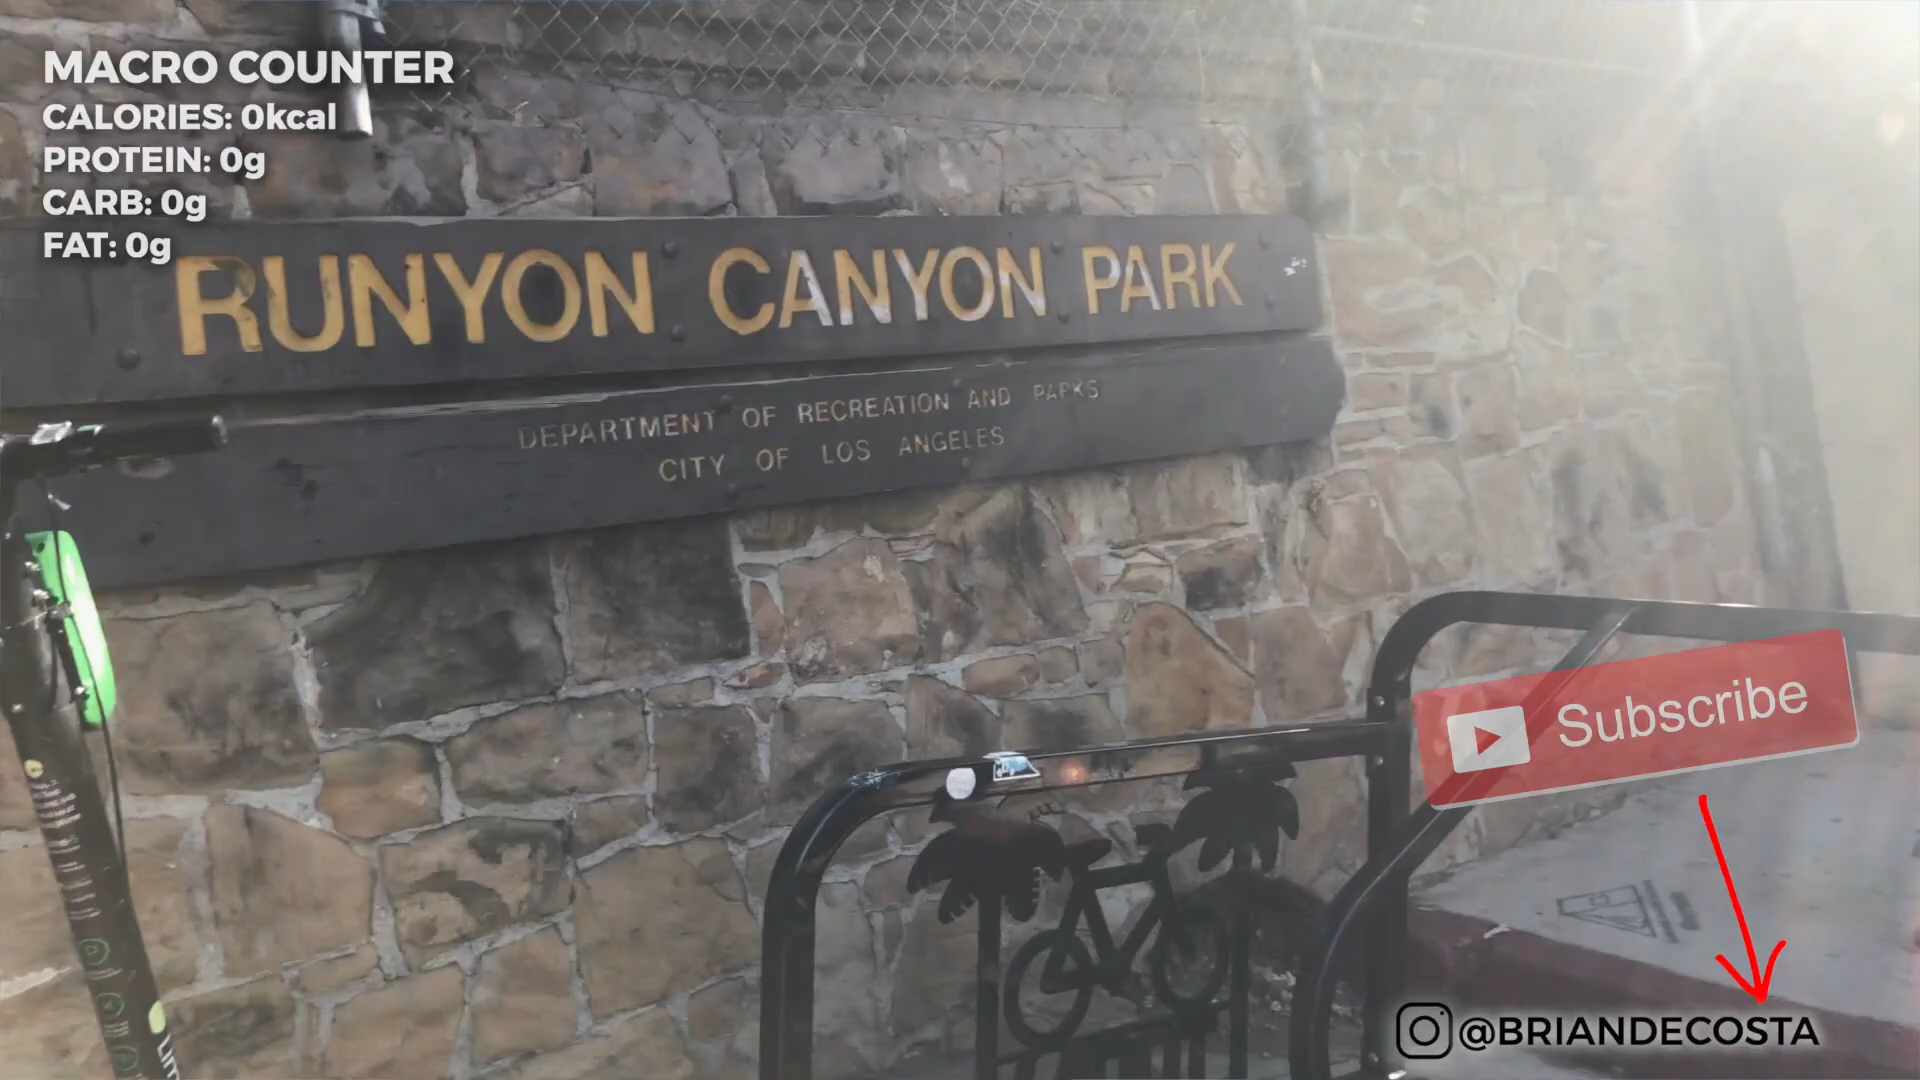 MACRO COUNTER
CALORIES: 0kcal
PROTEIN: 0g
CARB: 0g
FAT: 0g
RUNYON CANYON PARK
DEPARTMENT OF RECREATION AND PARKS
CITY OF LOS ANGELES
Subscribe
@BRIANDECOSTA